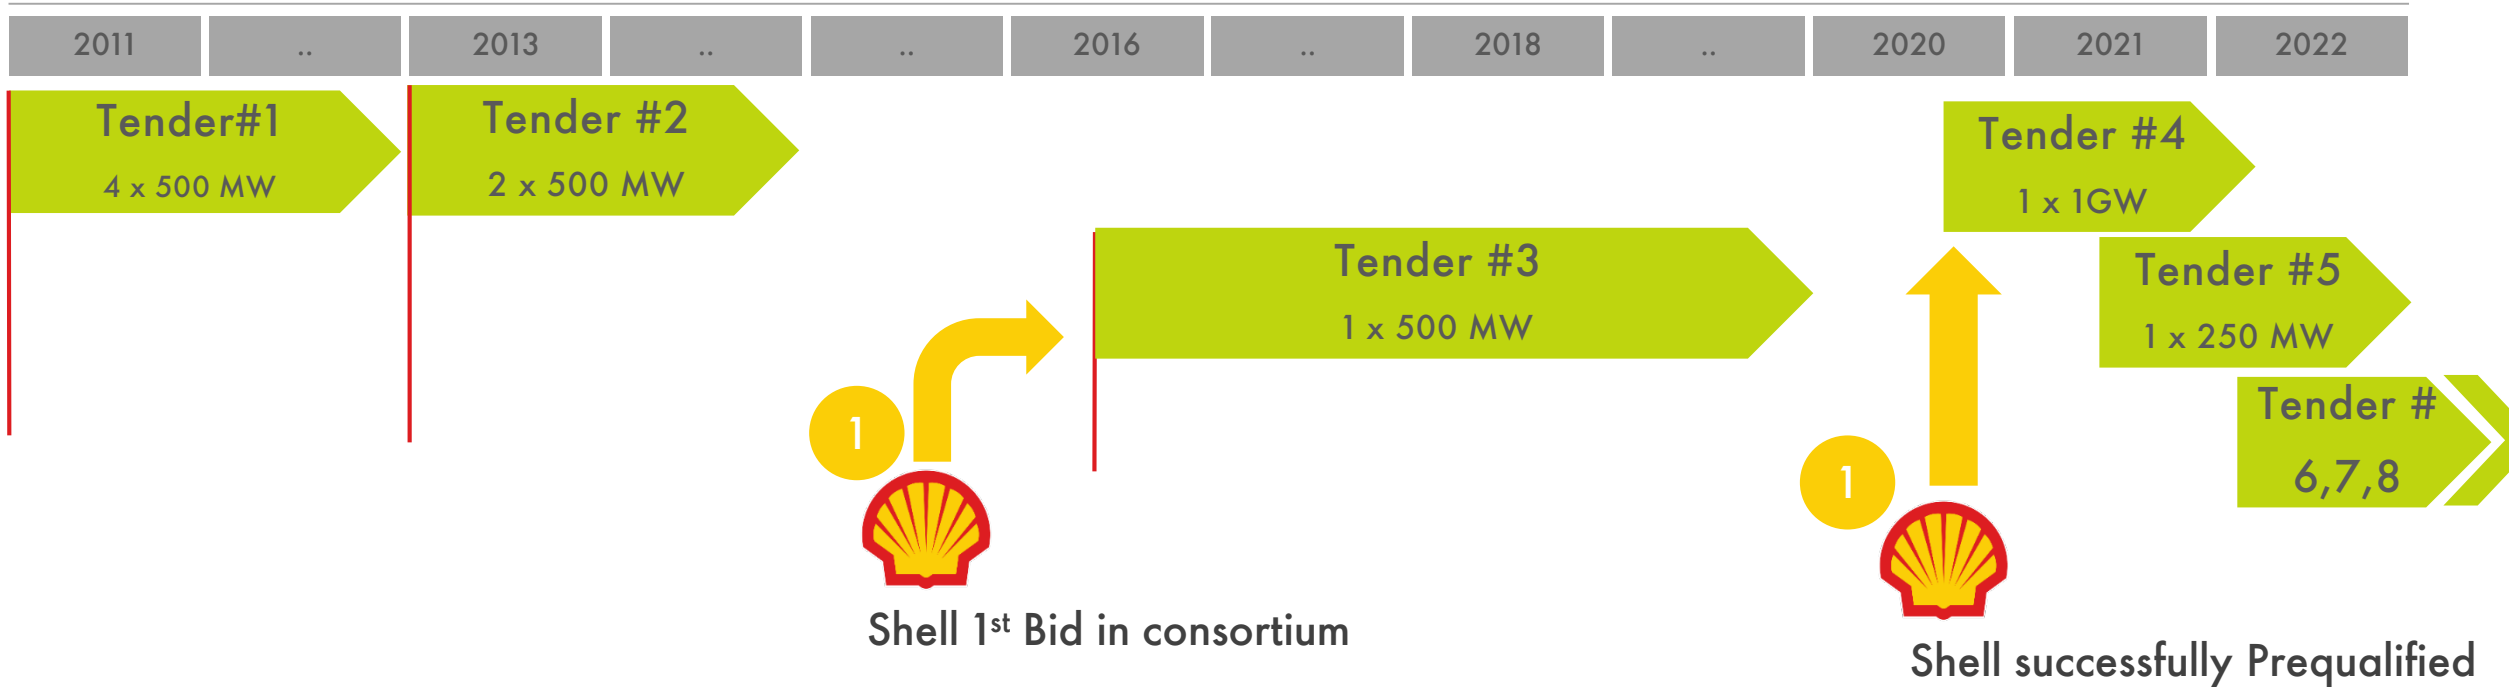 2011 .. 2013 .. .. 2016 .. 2018 .. 2020 2021 2022
Tender#1
4 x 500 MW
Tender #2
2 x 500 MW
Tender #3
1 x 500 MW
Tender #4
1 x 1GW
Tender #5
1 x 250 MW
Tender #
6,7,8
1
Shell 1st Bid in consortium
1
Shell successfully Prequalified